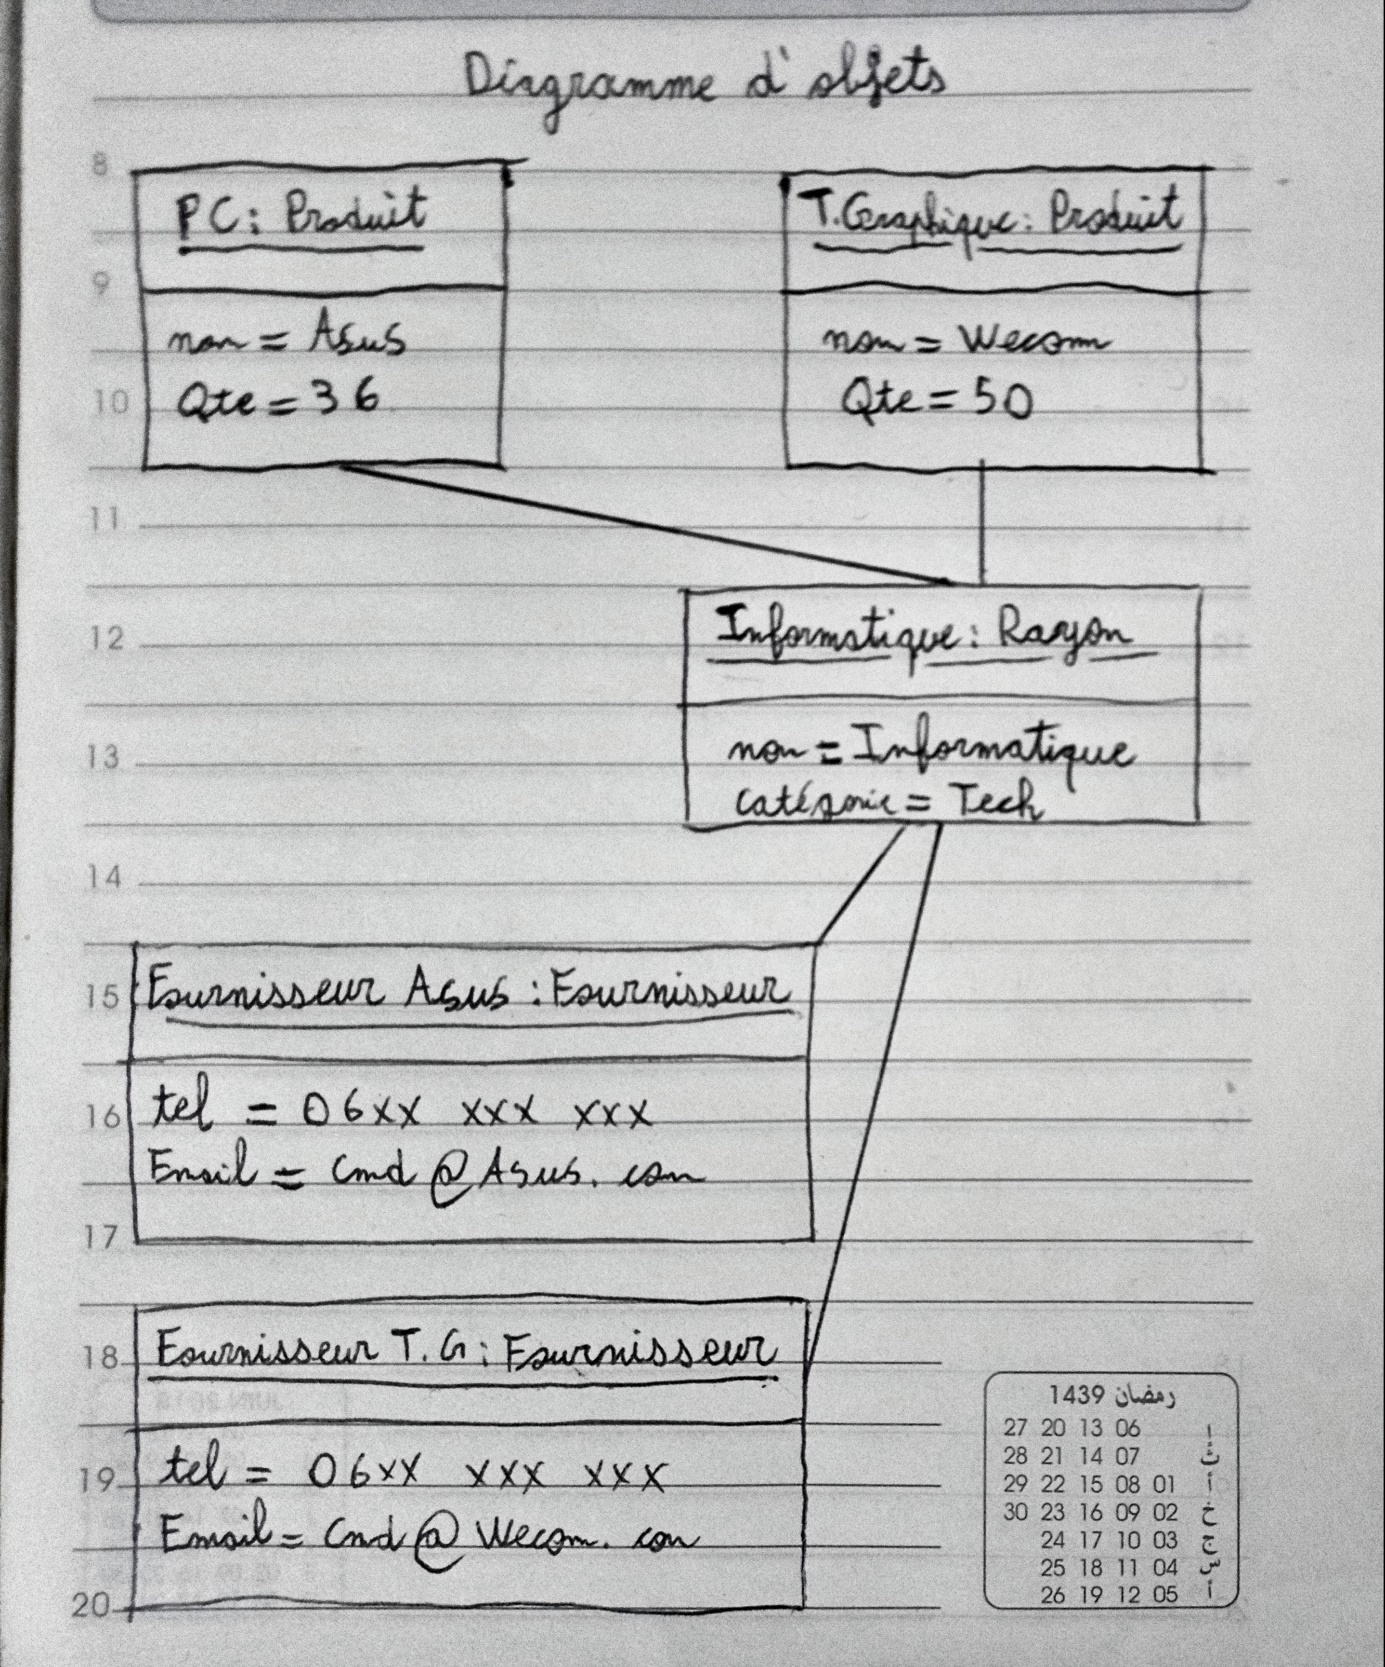 Diagramme d'objets
8
PC : Produit
T.Graphique : Produit
9
nom = Asus
Qte = 36
nom = Wecom
Qte = 50
10
11
12
Informatique : Rayon
13
nom = Informatique
catégorie = Tech
14
15
Fournisseur Asus : Fournisseur
16
tel = 06xx xxx xxx
Email = Cmd@Asus.com
17
18
Fournisseur T.G : Fournisseur
19
tel = 06xx xxx xxx
Email = Cmd@Wecom.com
20
رمضان 1439
27 20 13 06 ا
28 21 14 07 ث
29 22 15 08 01 أ
30 23 16 09 02 خ
24 17 10 03 ج
25 18 11 04 س
26 19 12 05 أ